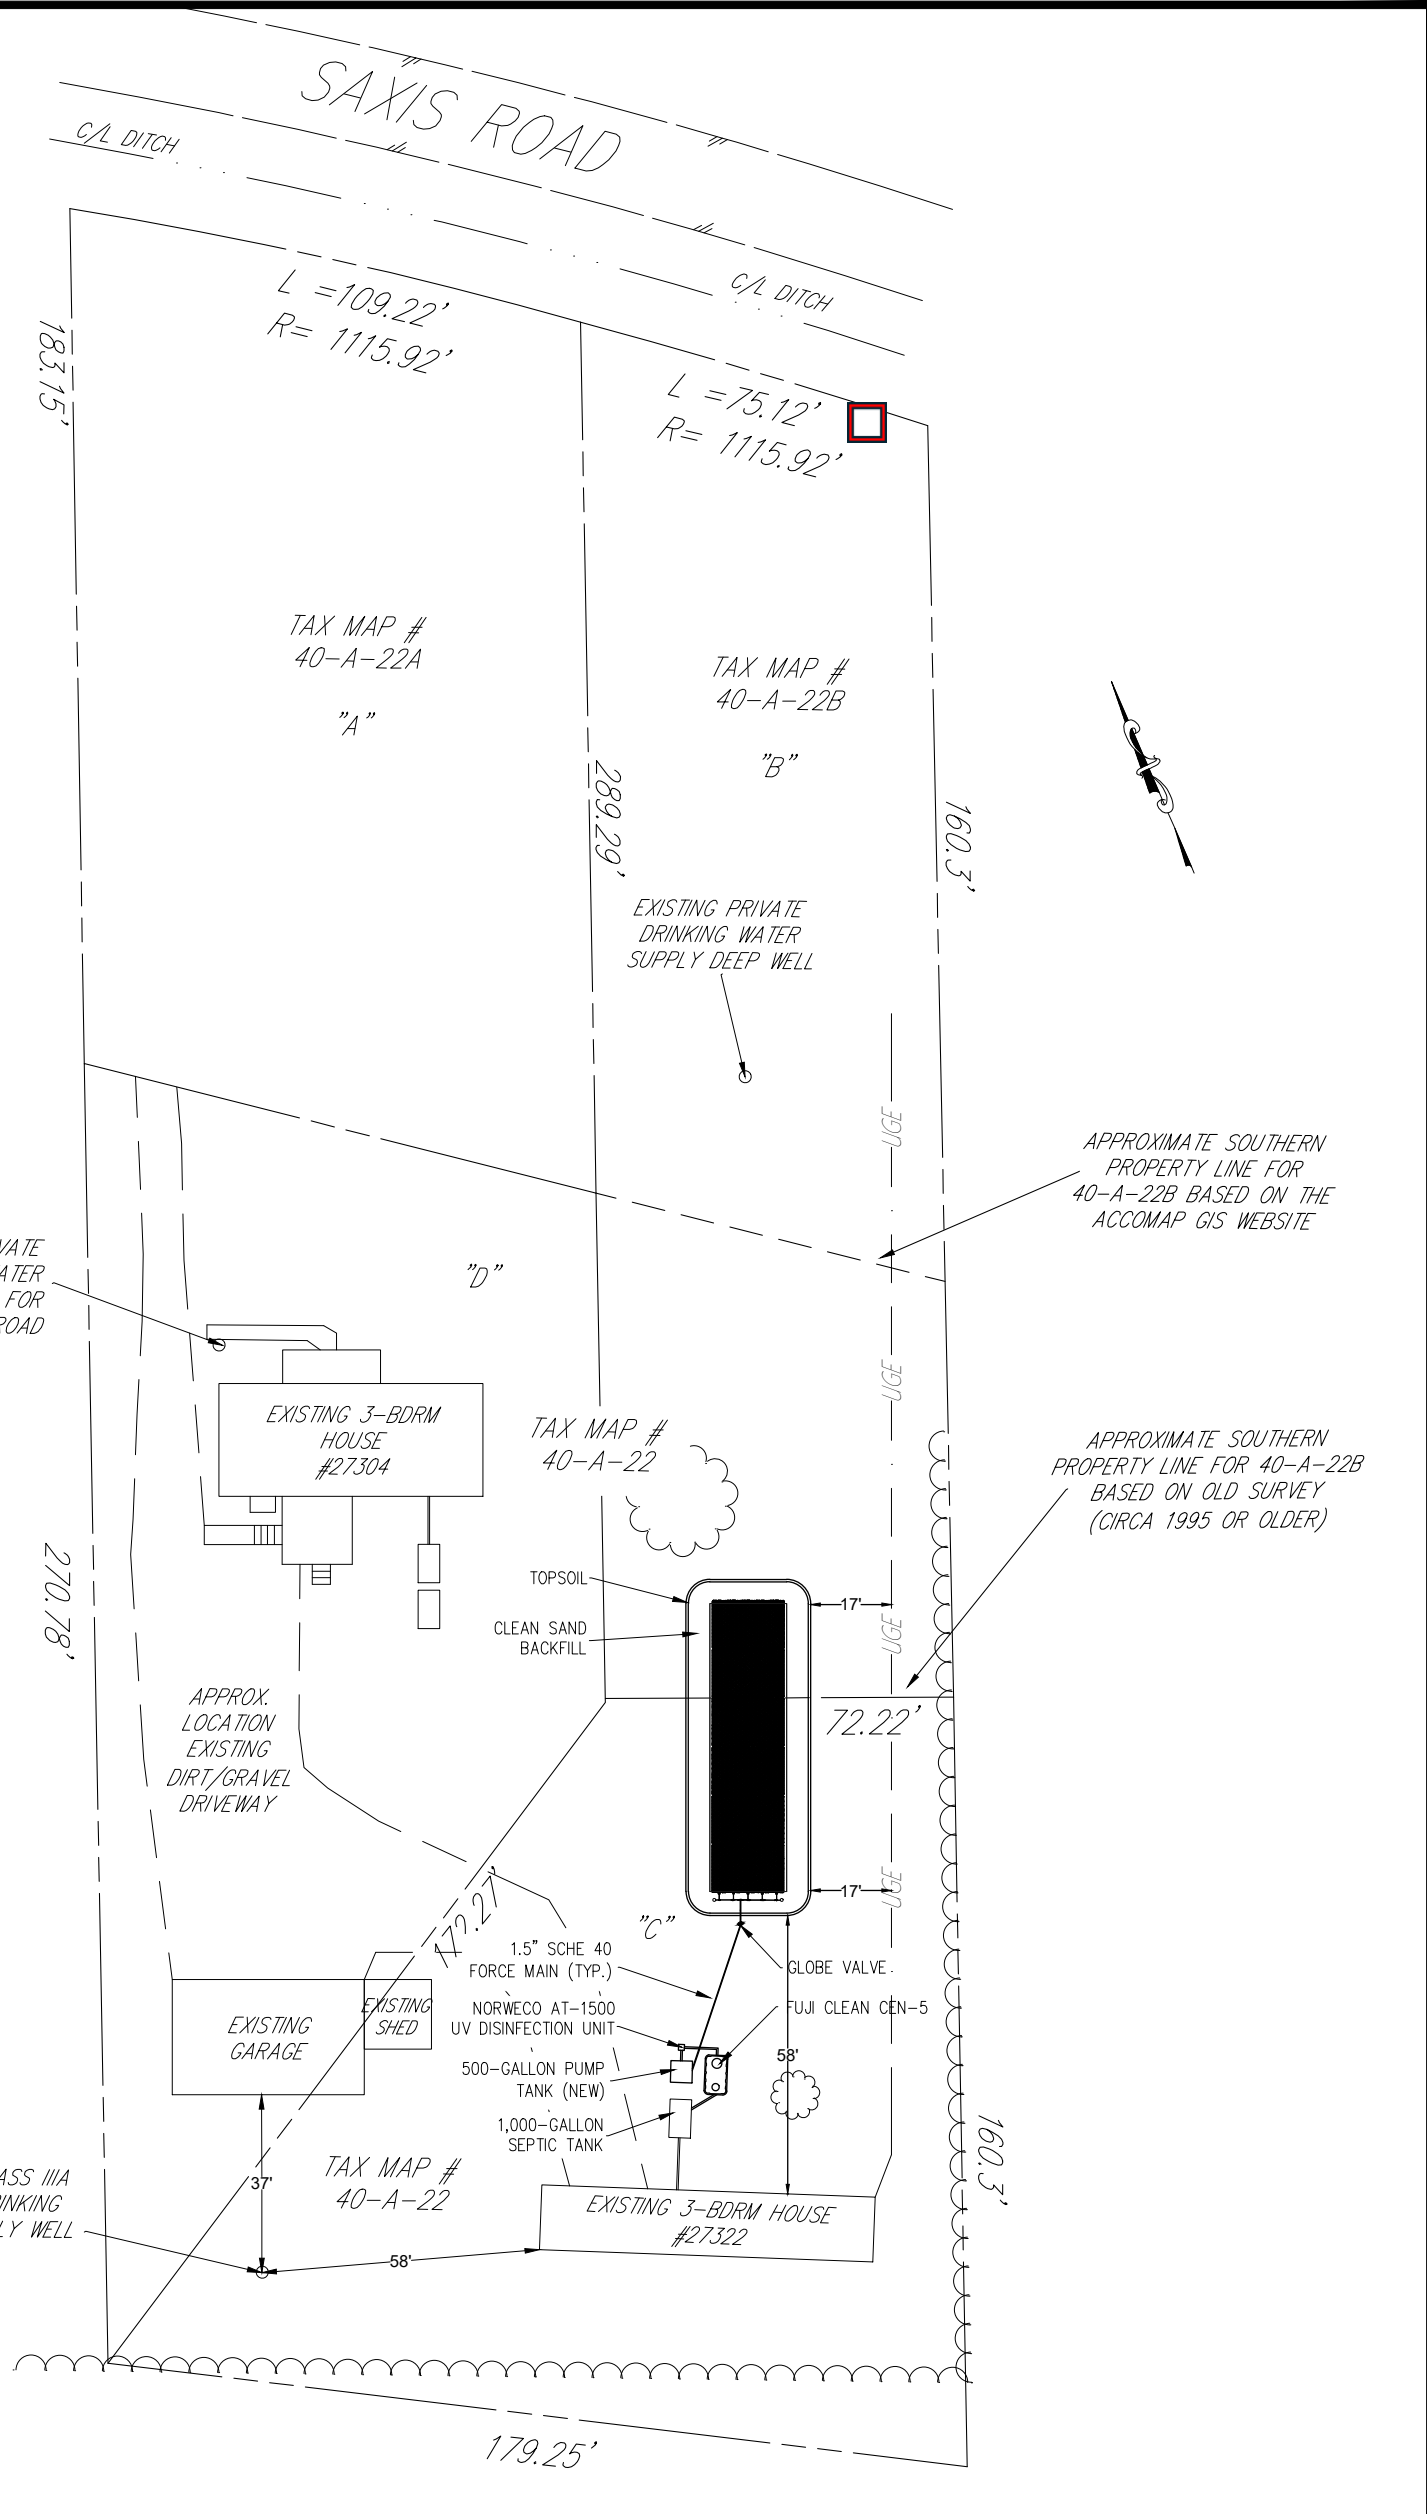 SAXIS ROAD
C/L DITCH
C/L DITCH
L =109.22'
R= 1115.92'
183.15'
L =75.12'
R= 1115.92'
TAX MAP #
40-A-22A
"A"
TAX MAP #
40-A-22B
"B"
289.29'
160.3'
EXISTING PRIVATE
DRINKING WATER
SUPPLY DEEP WELL
UGE
APPROXIMATE SOUTHERN
PROPERTY LINE FOR
40-A-22B BASED ON THE
ACCOMAP GIS WEBSITE
"D"
FOR
UGE
EXISTING 3-BDRM
HOUSE
#27304
TAX MAP #
40-A-22
APPROXIMATE SOUTHERN
PROPERTY LINE FOR 40-A-22B
BASED ON OLD SURVEY
(CIRCA 1995 OR OLDER)
270.78'
TOPSOIL
17'
CLEAN SAND
BACKFILL
UGE
APPROX.
LOCATION
EXISTING
DIRT/GRAVEL
DRIVEWAY
72.22'
172.27'
17'
UGE
"C"
1.5" SCHE 40
FORCE MAIN (TYP.)
GLOBE VALVE
NORWECO AT-1500
UV DISINFECTION UNIT
FUJI CLEAN CEN-5
EXISTING
SHED
EXISTING
GARAGE
58'
500-GALLON PUMP
TANK (NEW)
1,000-GALLON
SEPTIC TANK
160.3'
TAX MAP #
40-A-22
37'
IIIA
WELL
EXISTING 3-BDRM HOUSE
#27322
58'
179.25'